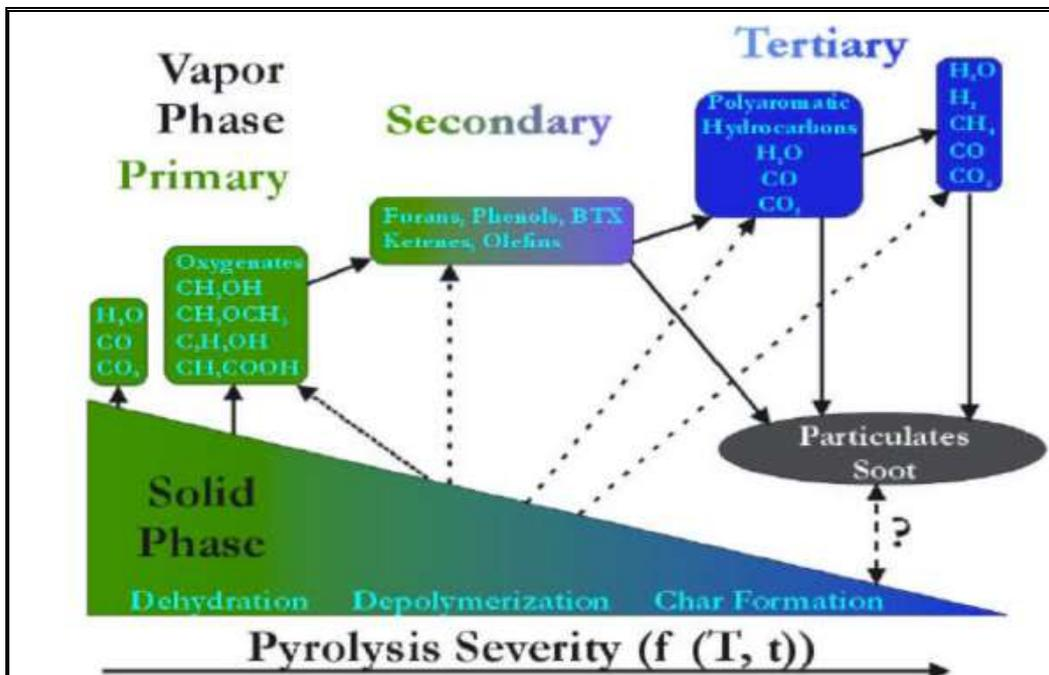 Vapor
Phase
Primary
Secondary
Tertiary
H₂O
CO
CO₂
Oxygenates
CH₃OH
CH₃OCH₃
C₂H₅OH
CH₃COOH
Furans, Phenols, BTX
Ketenes, Olefins
Polyaromatic
Hydrocarbons
H₂O
CO
CO₂
H₂O
H₂
CH₄
CO
CO₂
Particulates
Soot
?
Solid
Phase
Dehydration Depolymerization Char Formation
Pyrolysis Severity (f (T, t))